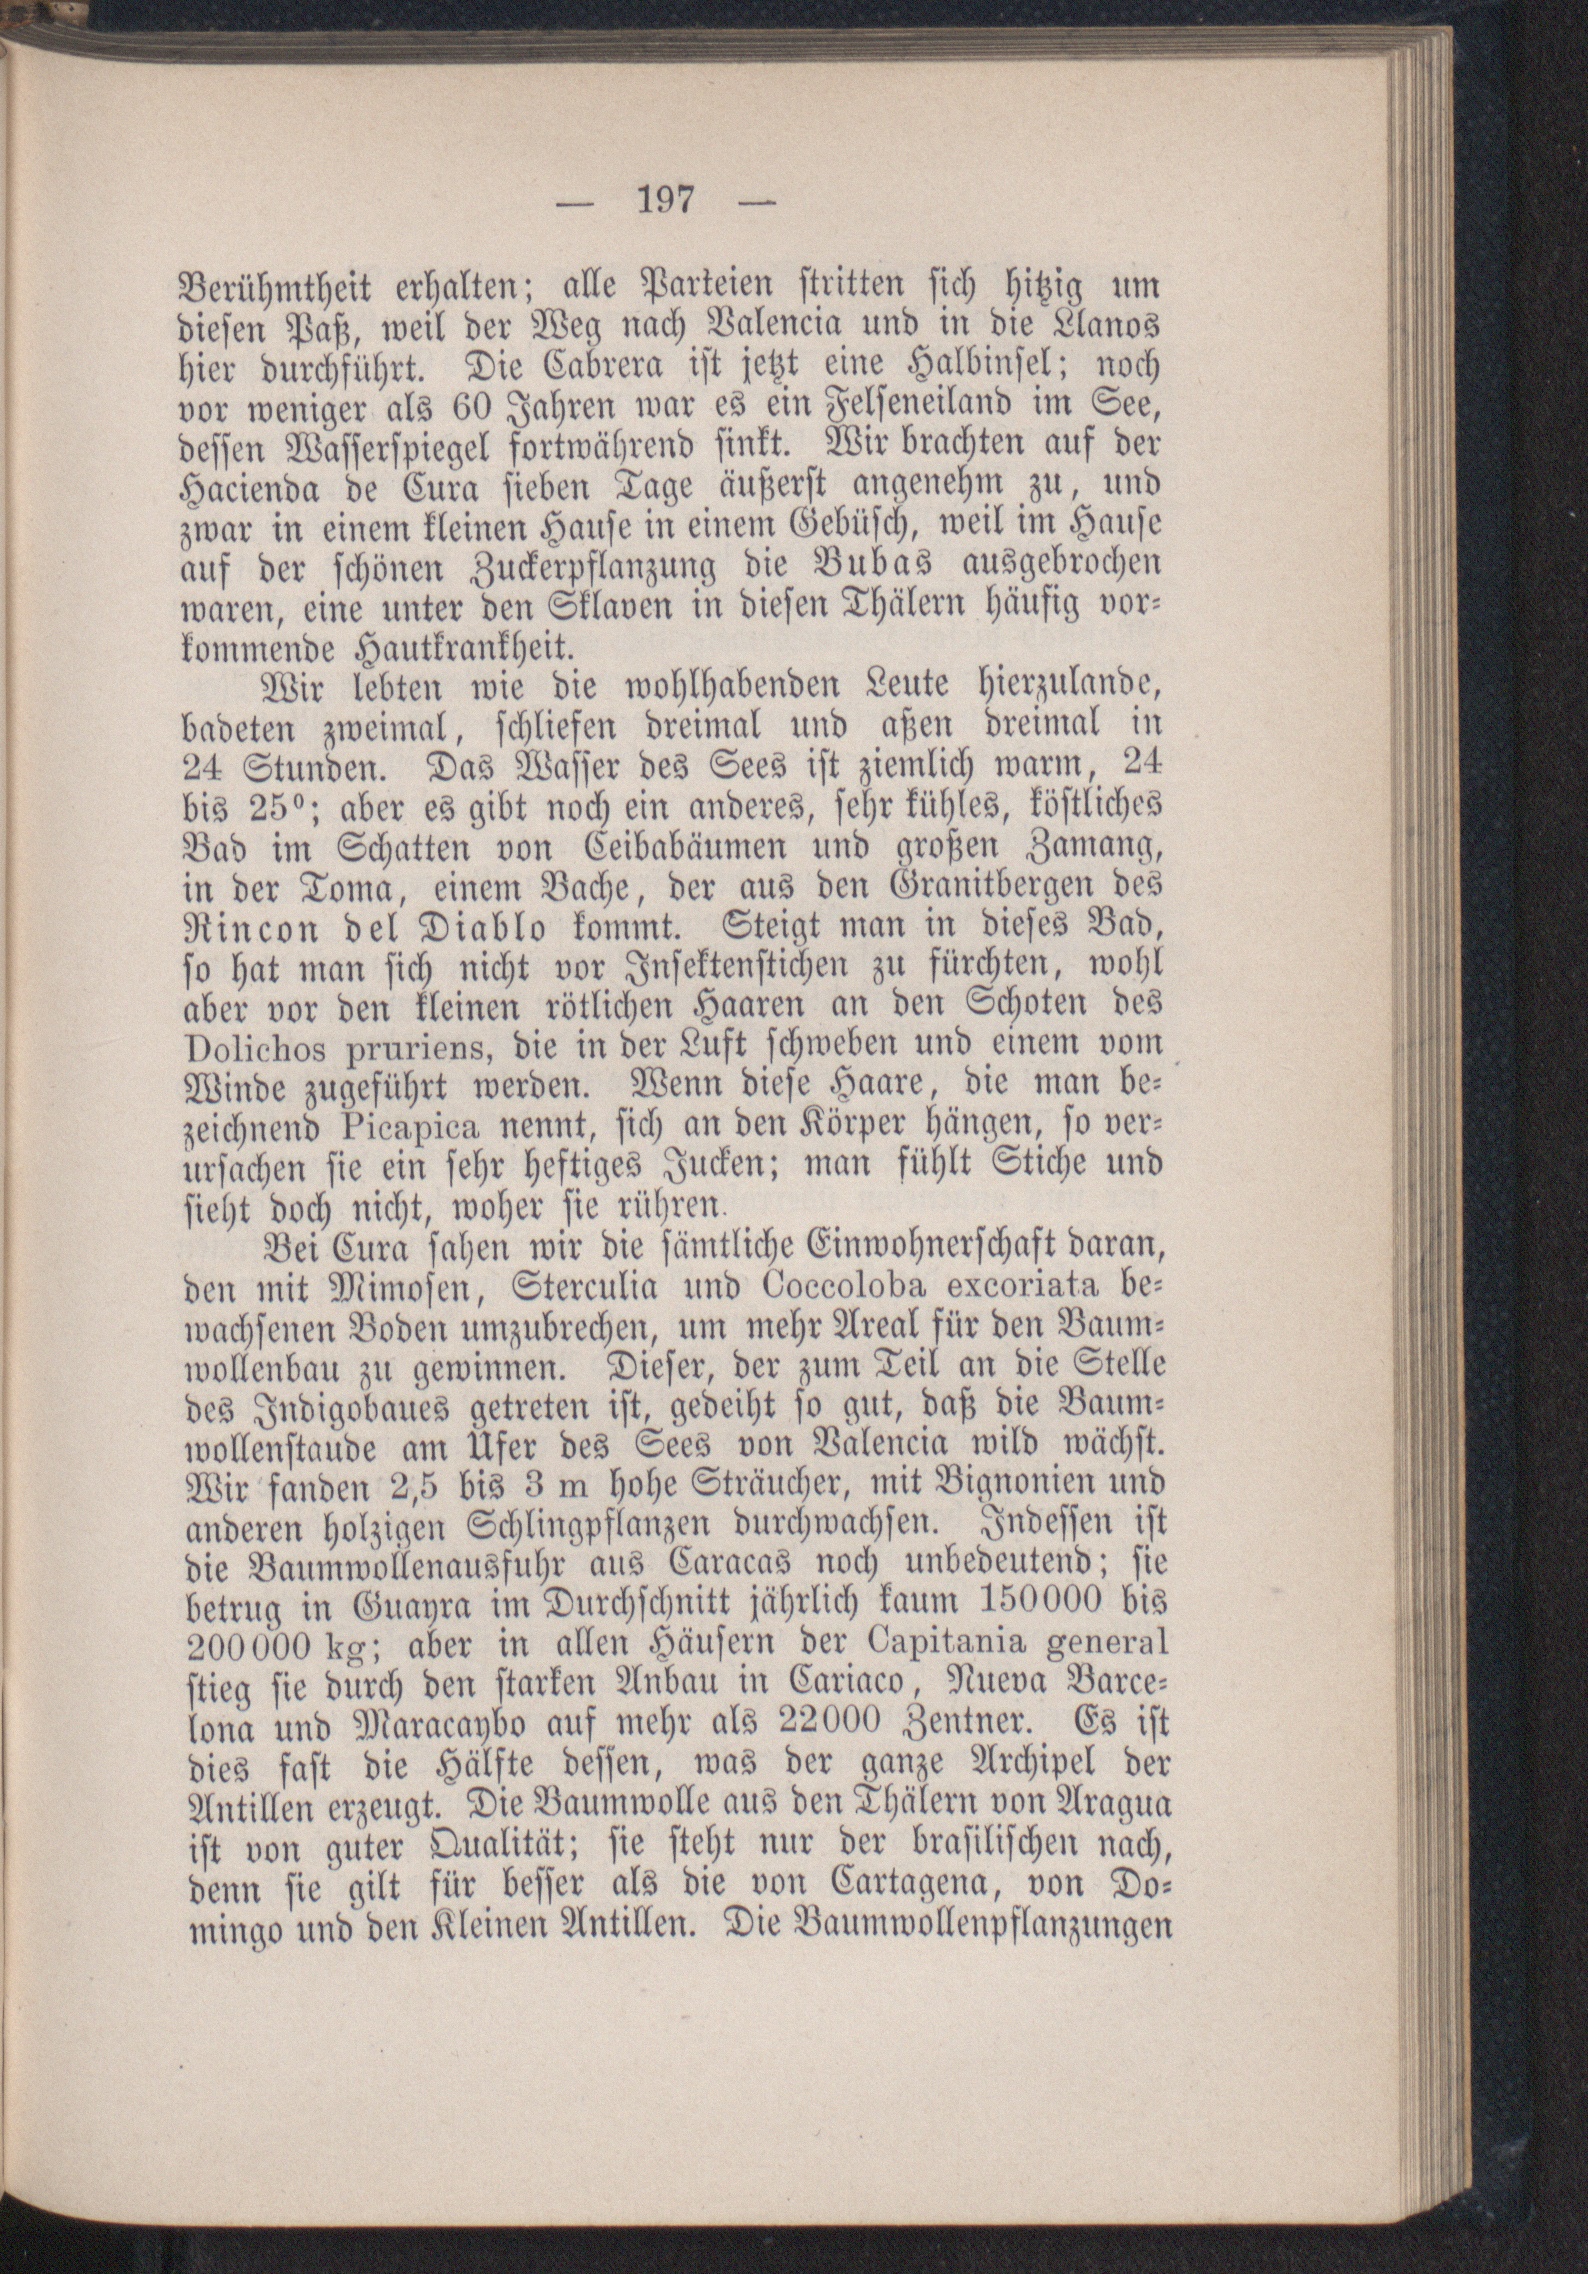 — 197 —
Berühmtheit erhalten; alle Parteien stritten sich hitzig um
diesen Paß, weil der Weg nach Valencia und in die Llanos
hier durchführt. Die Cabrera ist jetzt eine Halbinsel; noch
vor weniger als 60 Jahren war es ein Felseneiland im See,
dessen Wasserspiegel fortwährend sinkt. Wir brachten auf der
Hacienda de Cura sieben Tage äußerst angenehm zu, und
zwar in einem kleinen Hause in einem Gebüsch, weil im Hause
auf der schönen Zuckerpflanzung die Bubas ausgebrochen
waren, eine unter den Sklaven in diesen Thälern häufig vor-
kommende Hautkrankheit.
Wir lebten wie die wohlhabenden Leute hierzulande,
badeten zweimal, schliefen dreimal und aßen dreimal in
24 Stunden. Das Wasser des Sees ist ziemlich warm, 24
bis 25°; aber es gibt noch ein anderes, sehr kühles, köstliches
Bad im Schatten von Ceibabäumen und großen Zamang,
in der Toma, einem Bache, der aus den Granitbergen des
Rincon del Diablo kommt. Steigt man in dieses Bad,
so hat man sich nicht vor Insektenstichen zu fürchten, wohl
aber vor den kleinen rötlichen Haaren an den Schoten des
Dolichos pruriens, die in der Luft schweben und einem vom
Winde zugeführt werden. Wenn diese Haare, die man be-
zeichnend Picapica nennt, sich an den Körper hängen, so ver-
ursachen sie ein sehr heftiges Jucken; man fühlt Stiche und
sieht doch nicht, woher sie rühren.
Bei Cura sahen wir die sämtliche Einwohnerschaft daran,
den mit Mimosen, Sterculia und Coccoloba excoriata be-
wachsenen Boden umzubrechen, um mehr Areal für den Baum-
wollenbau zu gewinnen. Dieser, der zum Teil an die Stelle
des Indigobaues getreten ist, gedeiht so gut, daß die Baum-
wollenstaude am Ufer des Sees von Valencia wild wächst.
Wir fanden 2,5 bis 3 m hohe Sträucher, mit Bignonien und
anderen holzigen Schlingpflanzen durchwachsen. Indessen ist
die Baumwollenausfuhr aus Caracas noch unbedeutend; sie
betrug in Guayra im Durchschnitt jährlich kaum 150000 bis
200000 kg; aber in allen Häusern der Capitania general
stieg sie durch den starken Anbau in Cariaco, Nueva Barce-
lona und Maracaybo auf mehr als 22000 Zentner. Es ist
dies fast die Hälfte dessen, was der ganze Archipel der
Antillen erzeugt. Die Baumwolle aus den Thälern von Aragua
ist von guter Qualität; sie steht nur der brasilischen nach,
denn sie gilt für besser als die von Cartagena, von Do-
mingo und den Kleinen Antillen. Die Baumwollenpflanzungen